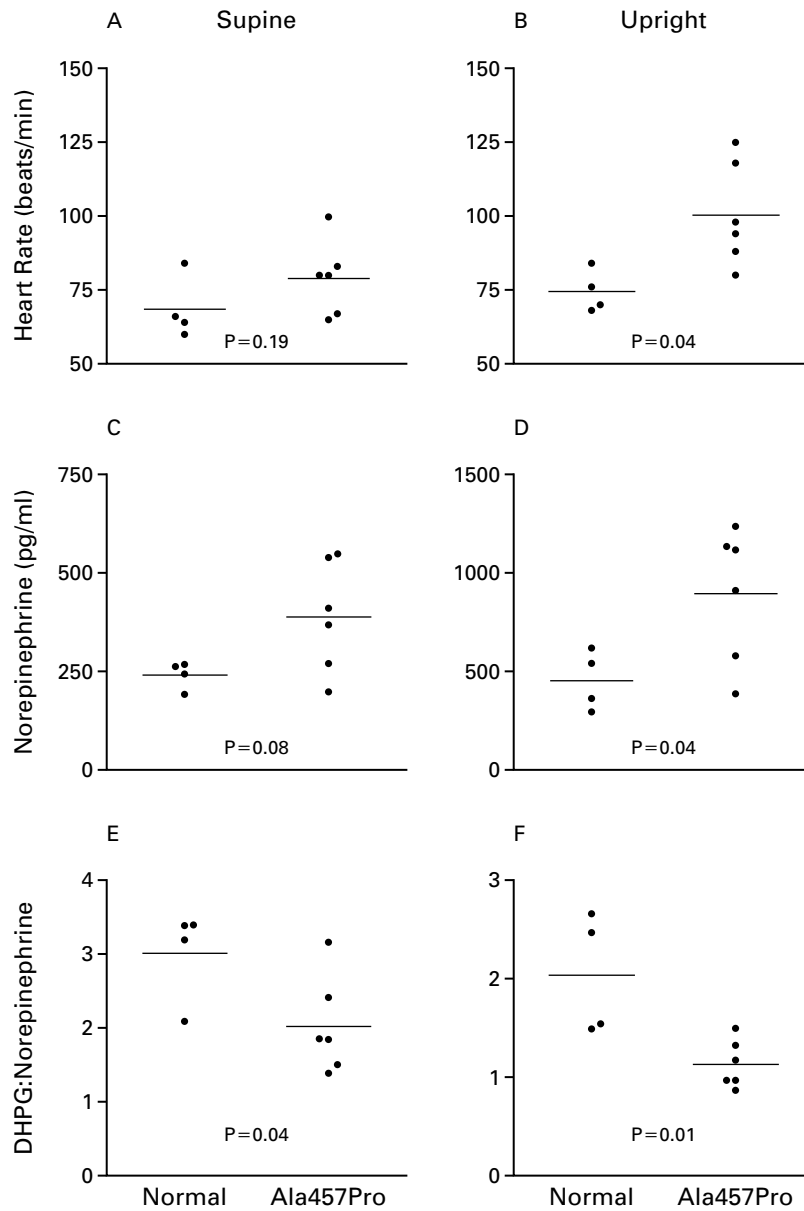 A Supine
B Upright
Heart Rate (beats/min)
150
125
100
75
50
P=0.19
150
125
100
75
50
P=0.04
C
D
Norepinephrine (pg/ml)
750
500
250
0
P=0.08
1500
1000
500
0
P=0.04
E
F
DHPG:Norepinephrine
4
3
2
1
0
P=0.04
Normal Ala457Pro
3
2
1
0
P=0.01
Normal Ala457Pro